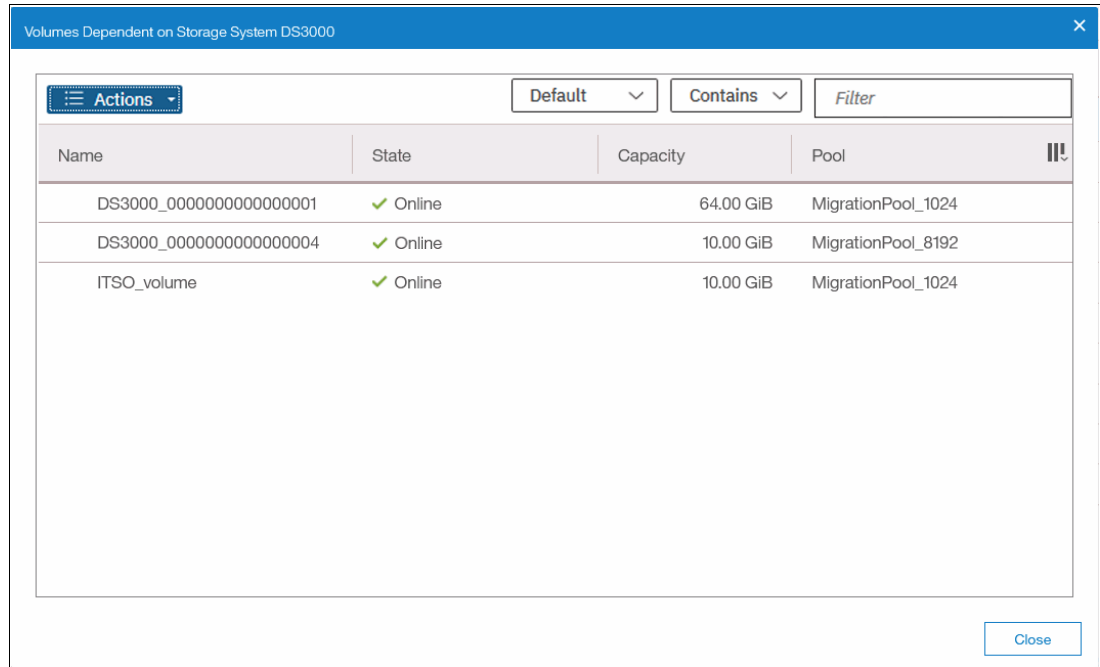 Volumes Dependent on Storage System DS3000
Actions Default Contains Filter
Name State Capacity Pool
DS3000_0000000000000001 Online 64.00 GiB MigrationPool_1024
DS3000_0000000000000004 Online 10.00 GiB MigrationPool_8192
ITSO_volume Online 10.00 GiB MigrationPool_1024
Close